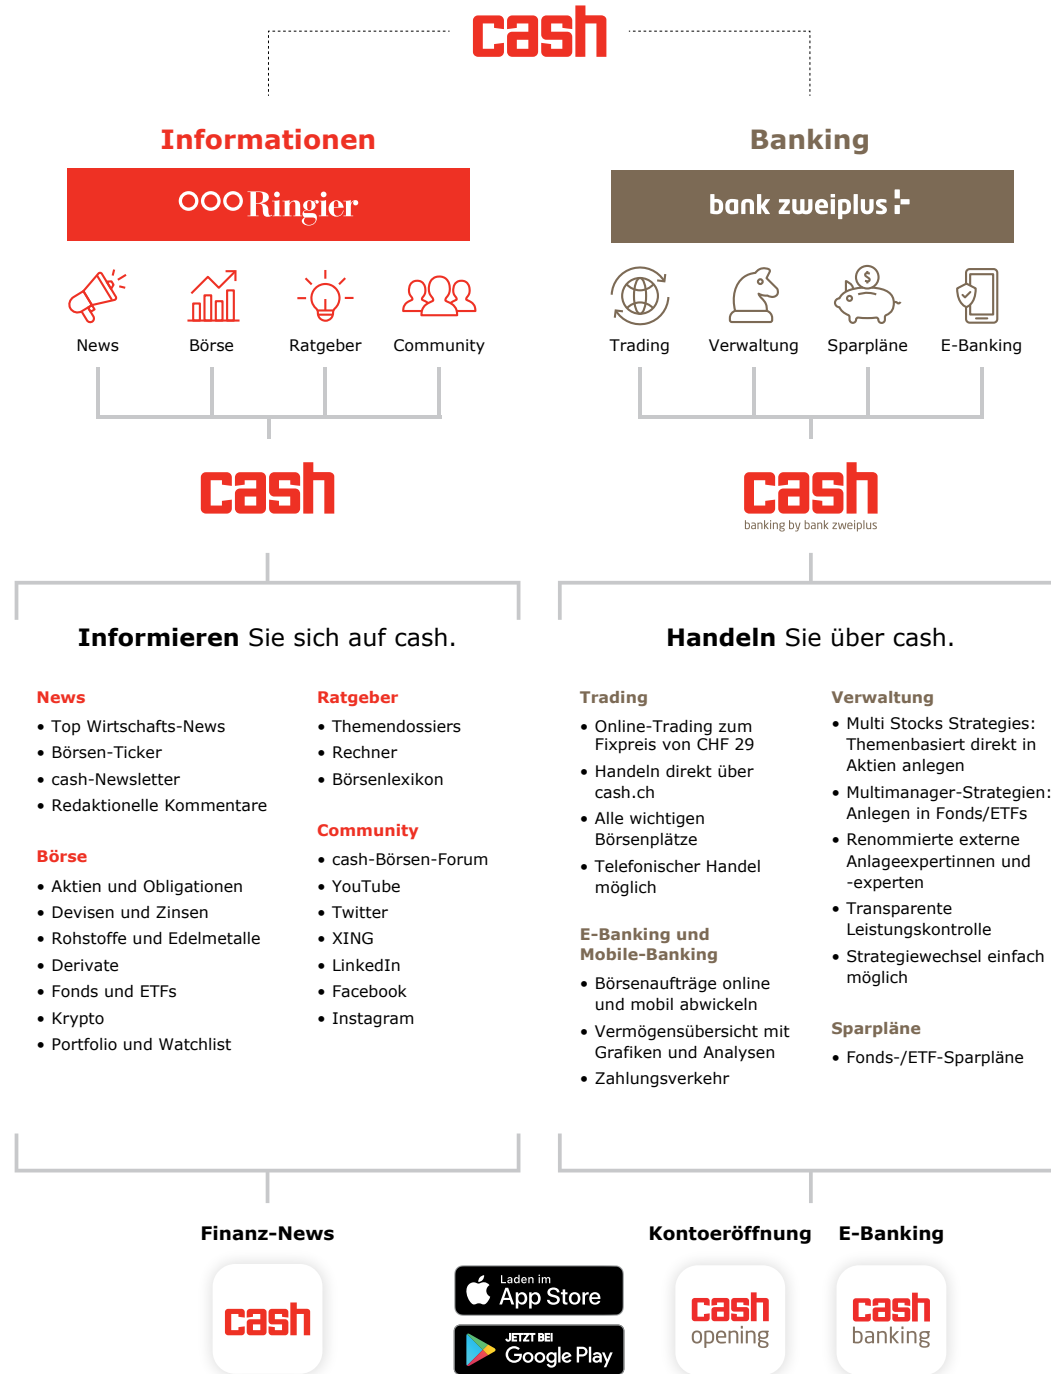 cash
Informationen
Ringier
News
Börse
Ratgeber
Community
cash
Informieren Sie sich auf cash.
News
• Top Wirtschafts-News
• Börsen-Ticker
• cash-Newsletter
• Redaktionelle Kommentare
Börse
• Aktien und Obligationen
• Devisen und Zinsen
• Rohstoffe und Edelmetalle
• Derivate
• Fonds und ETFs
• Krypto
• Portfolio und Watchlist
Ratgeber
• Themendossiers
• Rechner
• Börsenlexikon
Community
• cash-Börsen-Forum
• YouTube
• Twitter
• XING
• LinkedIn
• Facebook
• Instagram
Banking
bank zweiplus
$
Trading
Verwaltung
Sparpläne
E-Banking
cash
banking by bank zweiplus
Handeln Sie über cash.
Trading
• Online-Trading zum
Fixpreis von CHF 29
• Handeln direkt über
cash.ch
• Alle wichtigen
Börsenplätze
• Telefonischer Handel
möglich
E-Banking und
Mobile-Banking
• Börsenaufträge online
und mobil abwickeln
• Vermögensübersicht mit
Grafiken und Analysen
• Zahlungsverkehr
Verwaltung
• Multi Stocks Strategies:
Themenbasiert direkt in
Aktien anlegen
• Multimanager-Strategien:
Anlegen in Fonds/ETFs
• Renommierte externe
Anlageexpertinnen und
-experten
• Transparente
Leistungskontrolle
• Strategiewechsel einfach
möglich
Sparpläne
• Fonds-/ETF-Sparpläne
Finanz-News
cash
Laden im
App Store
JETZT BEI
Google Play
Kontoeröffnung
cash
opening
E-Banking
cash
banking